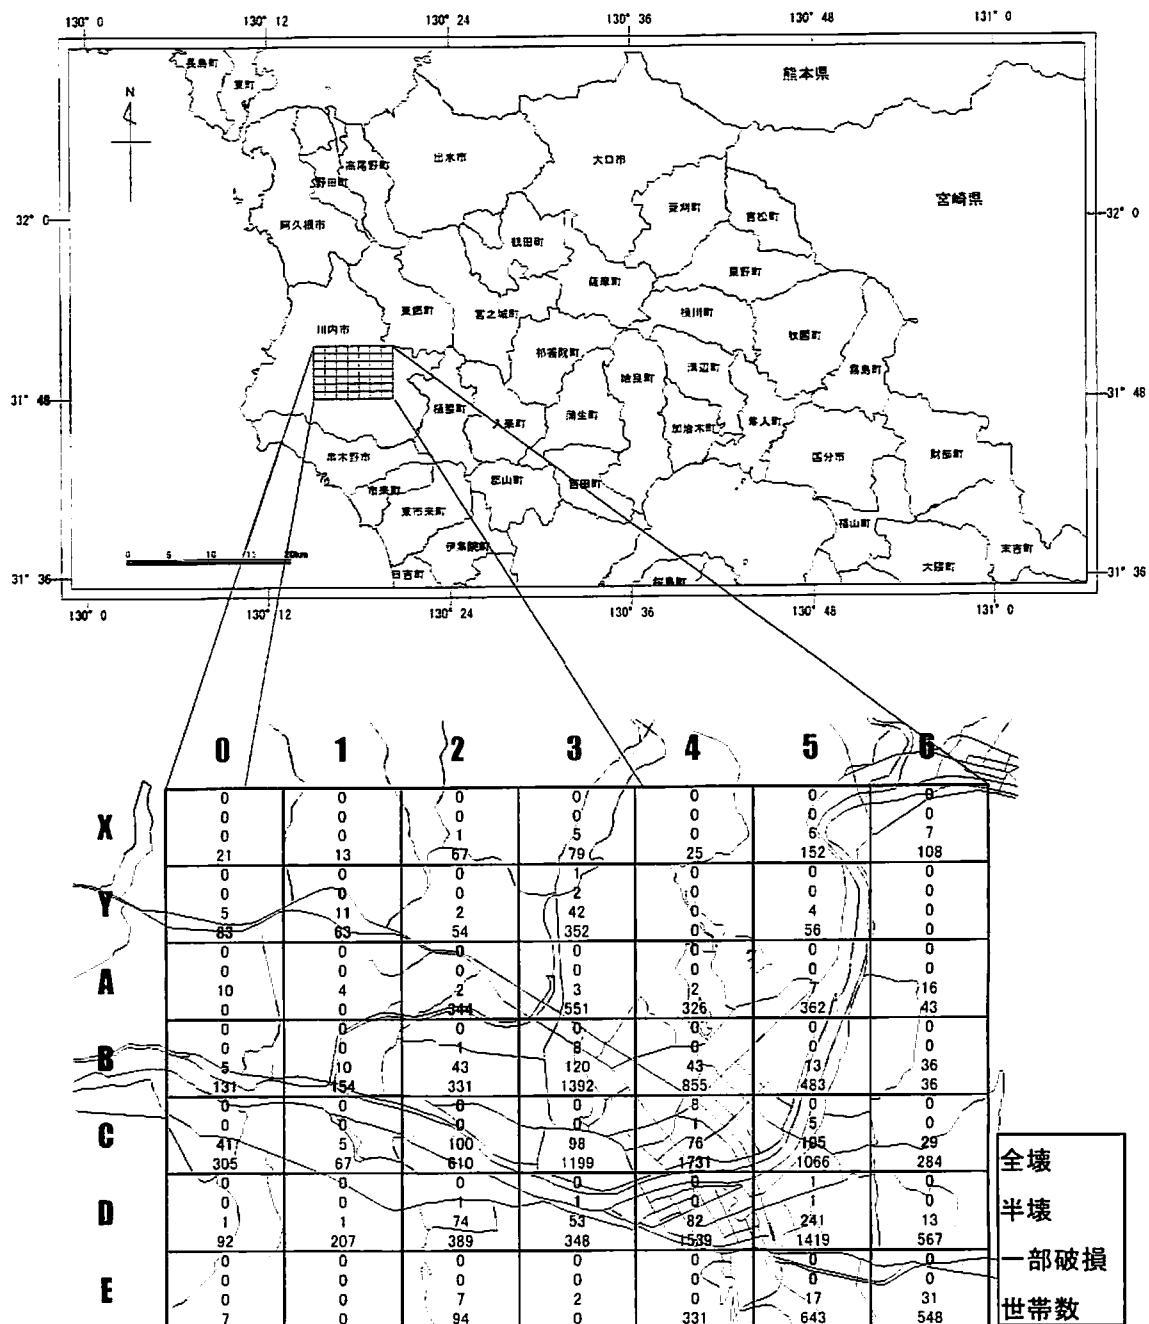 130° 0 130° 12 130° 24 130° 36 130° 48 131° 0
熊本県
長島町
東町
N
出水市
大口市
高尾野町
野田町
宮崎県
菱刈町
吉松町
32° 0 32° 0
阿久根市
鶴田町
栗野町
薩摩町
東郷町
宮之城町
横川町
川内市
牧園町
祁答院町
溝辺町
霧島町
姶良町
31° 48 31° 48
樋脇町
入来町
蒲生町
加治木町
隼人町
串木野市
国分市
財部町
郡山町
吉田町
市来町
東市来町
福山町
伊集院町
末吉町
0 5 10 15 20km
日吉町
桜島町
大隅町
31° 36 31° 36
130° 0 130° 12 130° 24 130° 36 130° 48 131° 0
0 1 2 3 4 5 6
X
0 0 0 0 0 0 0
0 0 0 0 0 0 0
0 0 1 5 0 6 7
21 13 67 79 25 152 108
Y
0 0 0 1 0 0 0
0 0 0 2 0 0 0
5 11 2 42 0 4 0
83 63 54 352 0 56 0
A
0 0 0 0 0 0 0
0 0 0 0 0 0 0
10 4 2 3 2 7 16
0 0 344 551 326 362 43
B
0 0 0 0 0 0 0
0 0 1 8 0 0 0
5 10 43 120 43 13 36
131 154 331 1392 855 483 36
C
0 0 0 0 8 0 0
0 0 0 0 1 5 0
41 5 100 98 76 105 29
305 67 610 1199 1731 1066 284
D
0 0 0 0 0 1 0
0 0 1 1 0 1 0
1 1 74 53 82 241 13
92 207 389 348 1539 1419 567
E
0 0 0 0 0 0 0
0 0 0 0 0 0 0
0 0 7 2 0 17 31
7 0 94 0 331 643 548
全壊
半壊
一部破損
世帯数